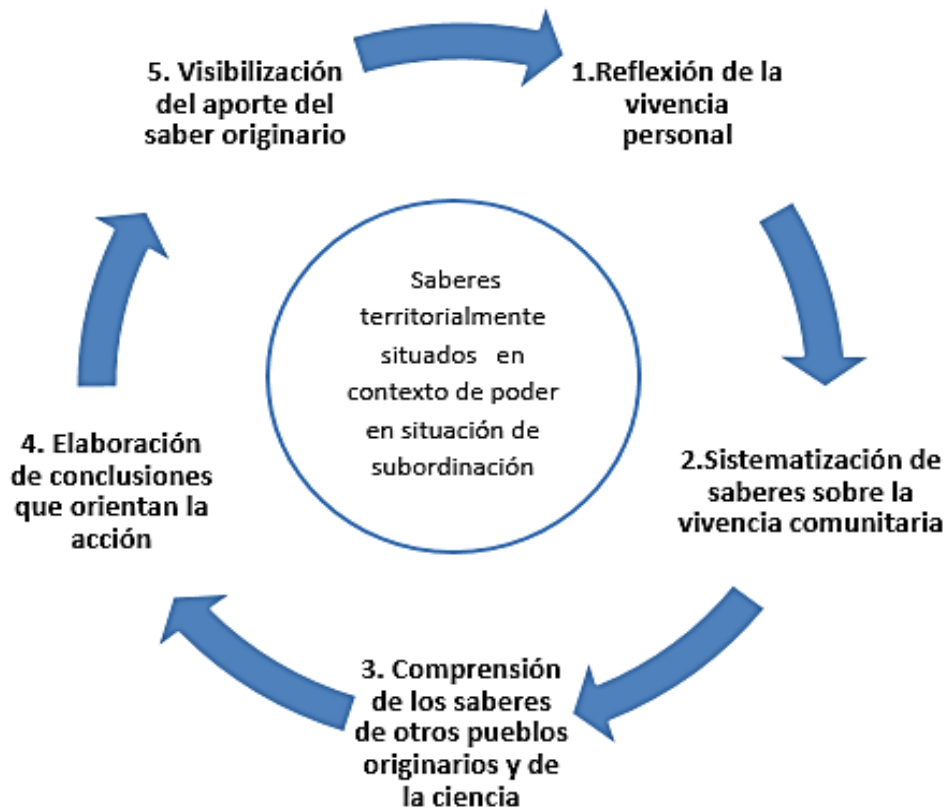 5. Visibilización
del aporte del
saber originario
1.Reflexión de la
vivencia
personal
Saberes
territorialmente
situados en
contexto de poder
en situación de
subordinación
2.Sistematización de
saberes sobre la
vivencia comunitaria
4. Elaboración
de conclusiones
que orientan la
acción
3. Comprensión
de los saberes
de otros pueblos
originarios y de
la ciencia